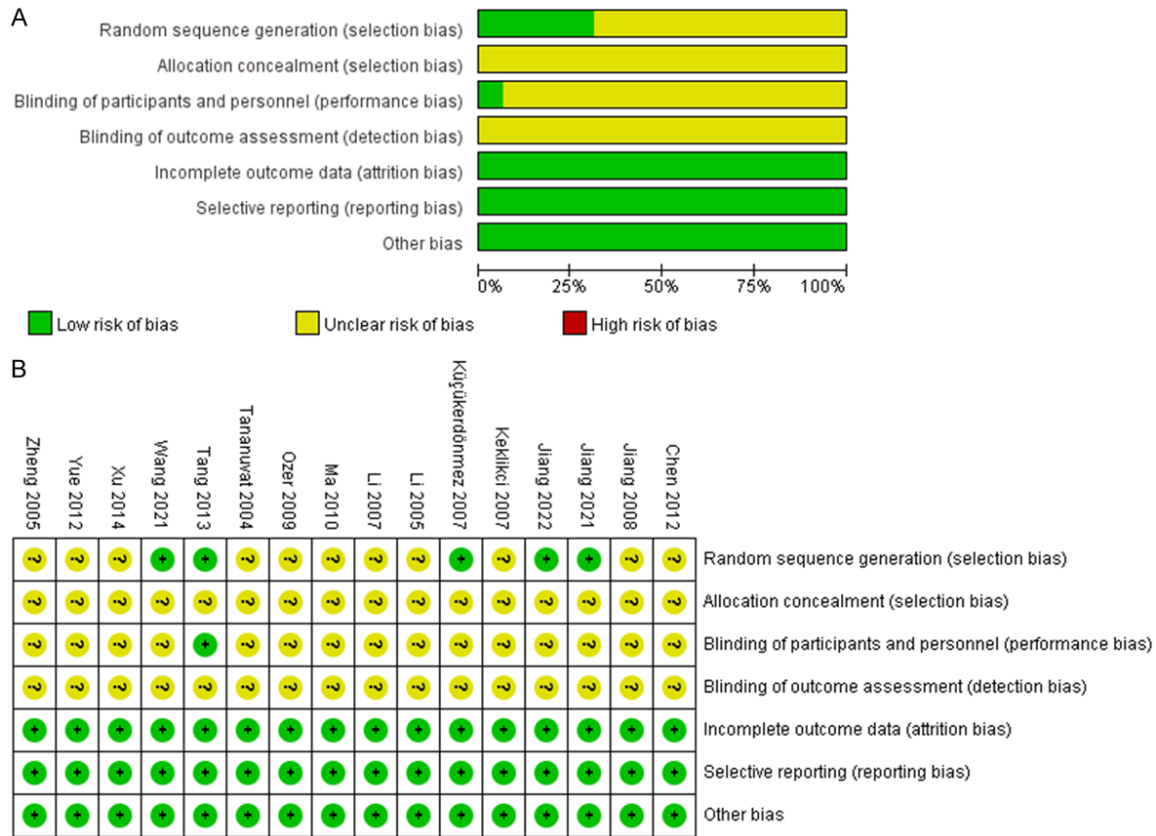 A
Random sequence generation (selection bias)
Allocation concealment (selection bias)
Blinding of participants and personnel (performance bias)
Blinding of outcome assessment (detection bias)
Incomplete outcome data (attrition bias)
Selective reporting (reporting bias)
Other bias
0% 25% 50% 75% 100%
Low risk of bias Unclear risk of bias High risk of bias
B
Zheng 2005
Yue 2012
Xu 2014
Wang 2021
Tang 2013
Tananuvat 2004
Ozer 2009
Ma 2010
Li 2007
Li 2005
Küçükerdönmez 2007
Keklikci 2007
Jiang 2022
Jiang 2021
Jiang 2008
Chen 2012
? ? ? + + ? ? ? ? ? + ? + + ? ? Random sequence generation (selection bias)
? ? ? ? ? ? ? ? ? ? ? ? ? ? ? ? Allocation concealment (selection bias)
? ? ? ? + ? ? ? ? ? ? ? ? ? ? ? Blinding of participants and personnel (performance bias)
? ? ? ? ? ? ? ? ? ? ? ? ? ? ? ? Blinding of outcome assessment (detection bias)
+ + + + + + + + + + + + + + + + Incomplete outcome data (attrition bias)
+ + + + + + + + + + + + + + + + Selective reporting (reporting bias)
+ + + + + + + + + + + + + + + + Other bias